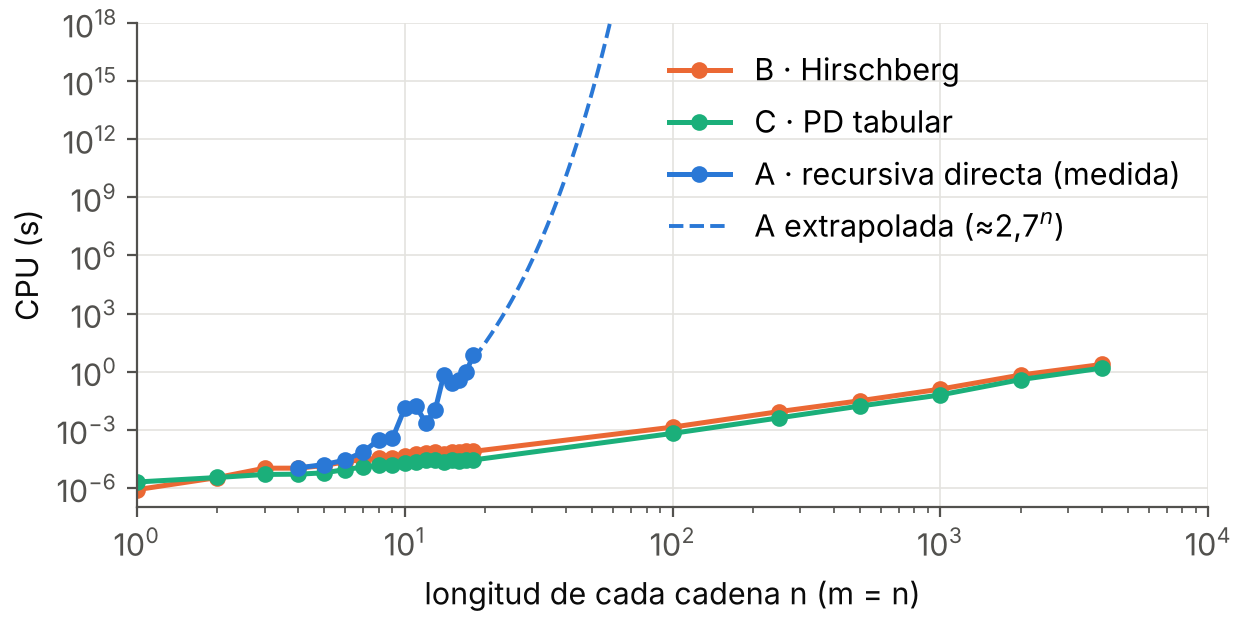 10^18
10^15
10^12
10^9
10^6
10^3
10^0
10^−3
10^−6
CPU (s)
B · Hirschberg
C · PD tabular
A · recursiva directa (medida)
A extrapolada (≈2,7^n)
10^0 10^1 10^2 10^3 10^4
longitud de cada cadena n (m = n)